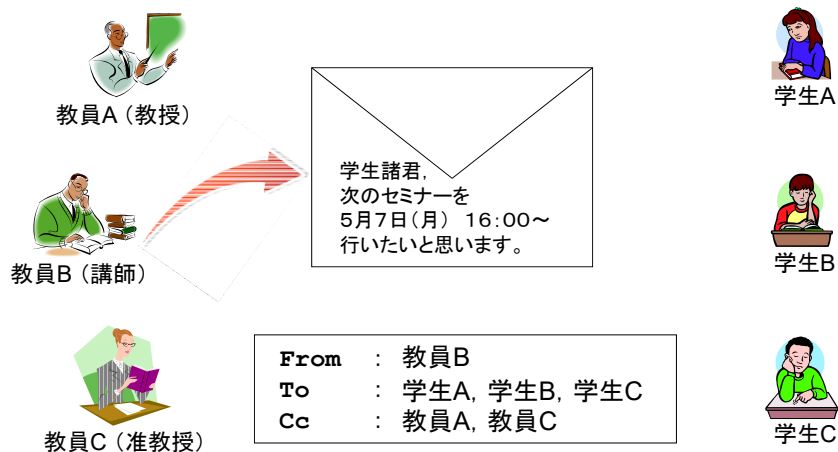 教員A（教授）
学生A
学生諸君，
次のセミナーを
５月７日（月）　１６：００～
行いたいと思います。
教員B（講師）
学生B
From : 教員B
To : 学生A，学生B，学生C
Cc : 教員A，教員C
教員C（准教授）
学生C